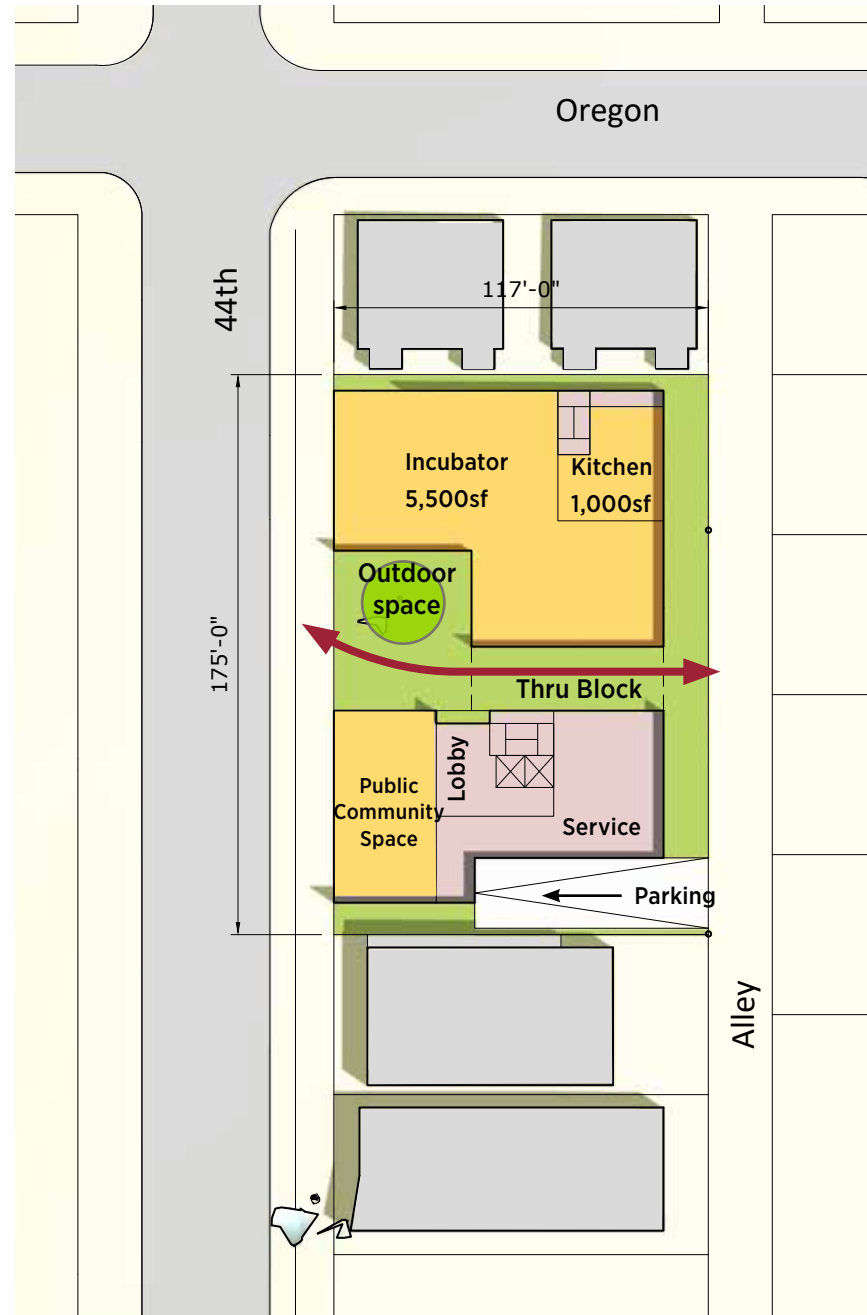 Oregon
44th
117'-0"
Incubator
5,500sf
Kitchen
1,000sf
Outdoor
space
175'-0"
Thru Block
Lobby
Public
Community
Space
Service
Parking
Alley